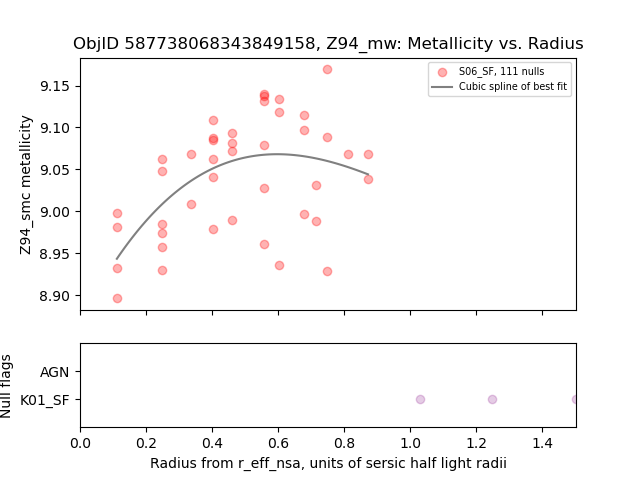 ObjID 587738068343849158, Z94_mw: Metallicity vs. Radius
S06_SF, 111 nulls
Cubic spline of best fit
Z94_smc metallicity
9.15
9.10
9.05
9.00
8.95
8.90
Null flags
AGN
K01_SF
0.0 0.2 0.4 0.6 0.8 1.0 1.2 1.4
Radius from r_eff_nsa, units of sersic half light radii